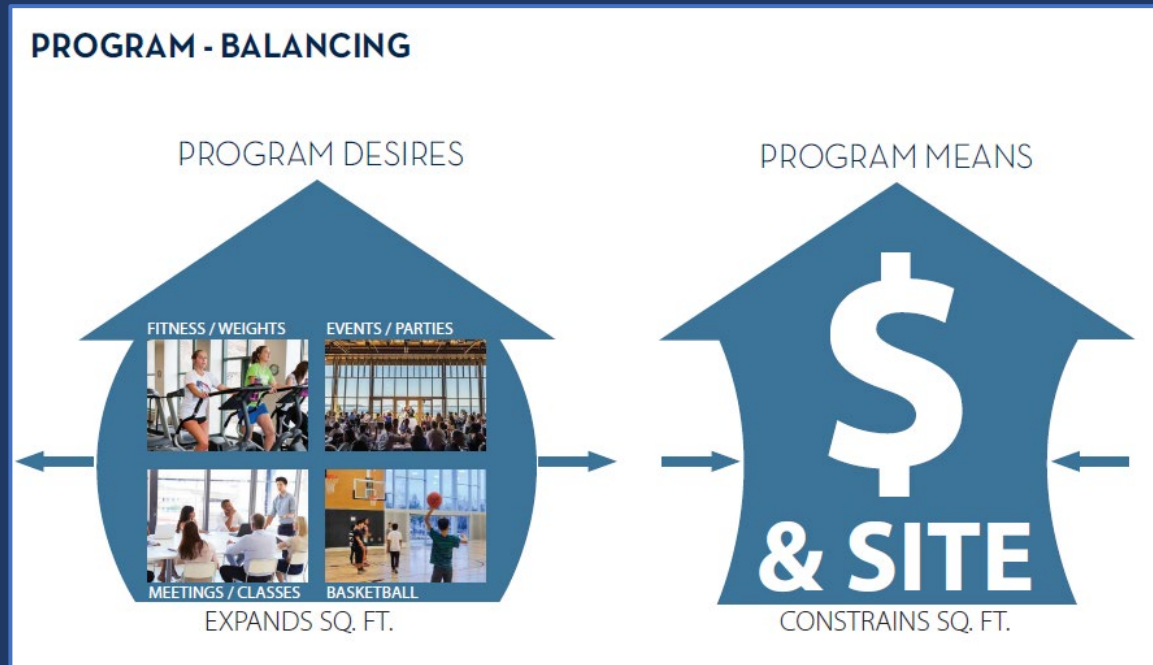 PROGRAM - BALANCING
PROGRAM DESIRES
FITNESS / WEIGHTS
EVENTS / PARTIES
MEETINGS / CLASSES
BASKETBALL
EXPANDS SQ. FT.
PROGRAM MEANS
$
& SITE
CONSTRAINS SQ. FT.